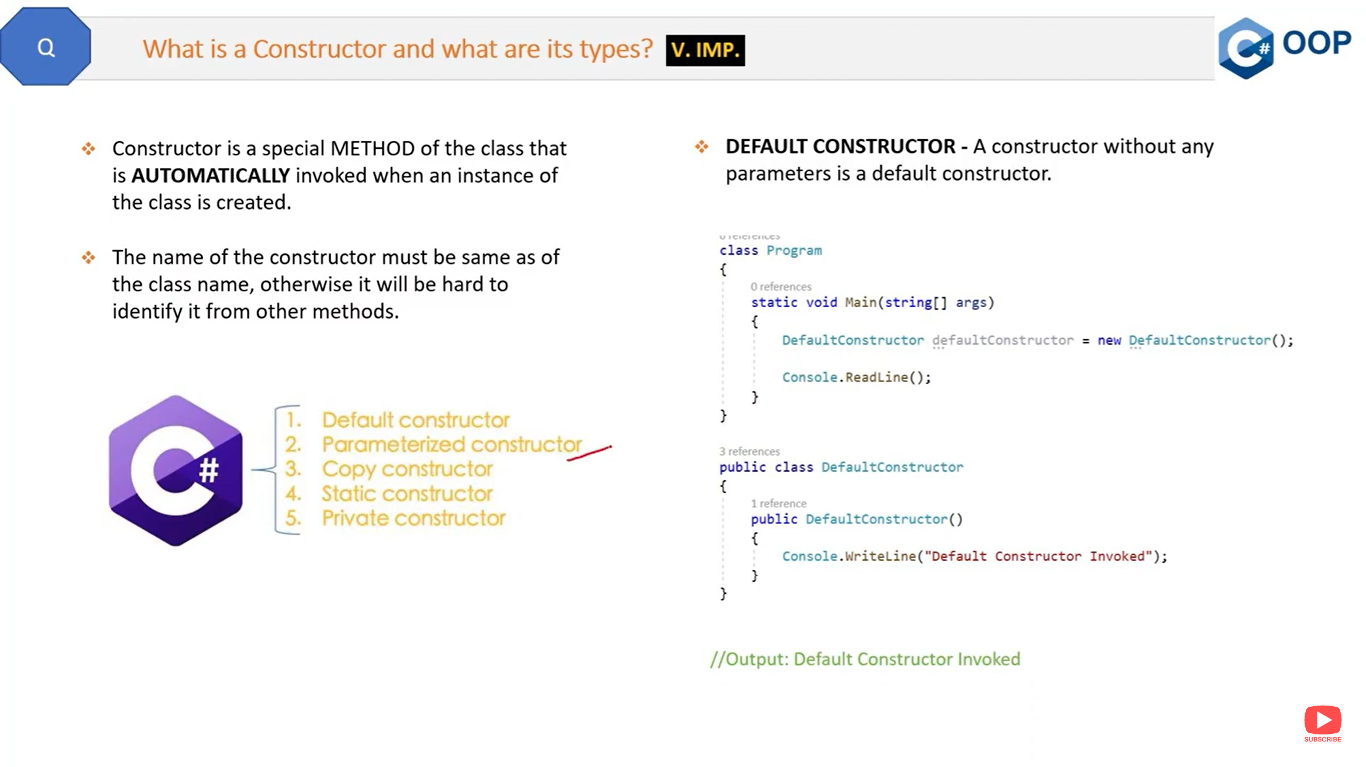 Q
What is a Constructor and what are its types? V. IMP.
C# OOP
Constructor is a special METHOD of the class that
is AUTOMATICALLY invoked when an instance of
the class is created.
The name of the constructor must be same as of
the class name, otherwise it will be hard to
identify it from other methods.
C#
1. Default constructor
2. Parameterized constructor
3. Copy constructor
4. Static constructor
5. Private constructor
DEFAULT CONSTRUCTOR - A constructor without any
parameters is a default constructor.
0 references
class Program
{
0 references
static void Main(string[] args)
{
DefaultConstructor defaultConstructor = new DefaultConstructor();
Console.ReadLine();
}
}
3 references
public class DefaultConstructor
{
1 reference
public DefaultConstructor()
{
Console.WriteLine("Default Constructor Invoked");
}
}
//Output: Default Constructor Invoked
SUBSCRIBE